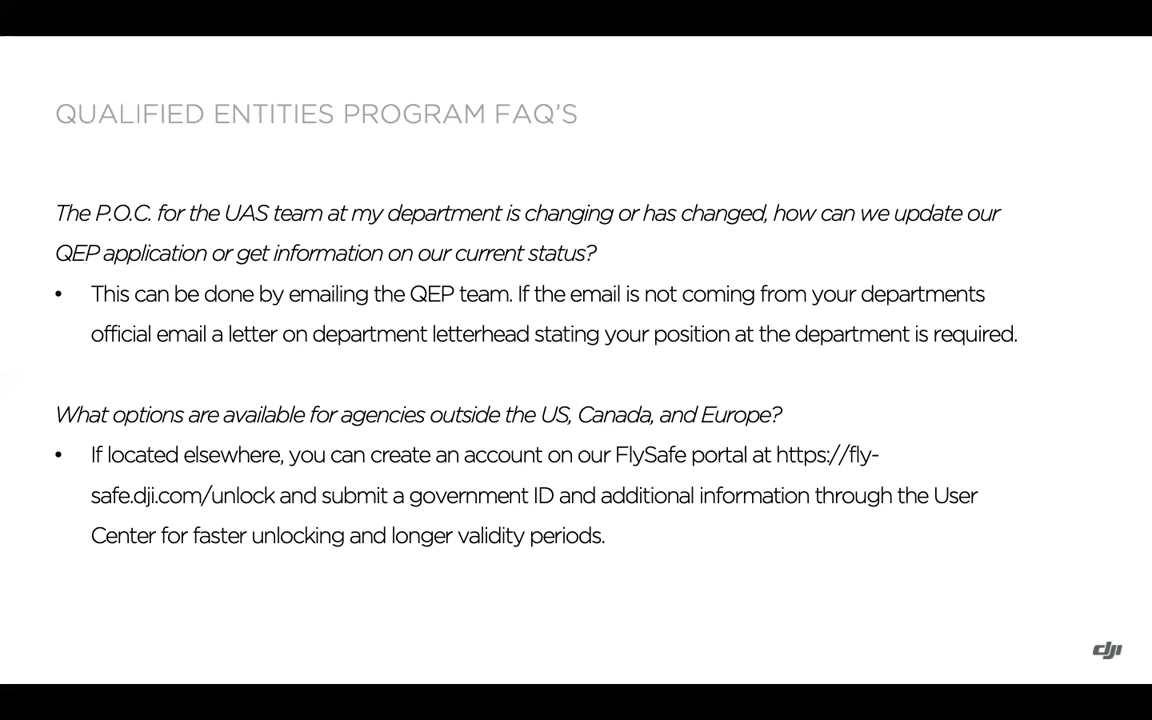 QUALIFIED ENTITIES PROGRAM FAQ'S
The P.O.C. for the UAS team at my department is changing or has changed, how can we update our
QEP application or get information on our current status?
• This can be done by emailing the QEP team. If the email is not coming from your departments
official email a letter on department letterhead stating your position at the department is required.
What options are available for agencies outside the US, Canada, and Europe?
• If located elsewhere, you can create an account on our FlySafe portal at https://fly-
safe.dji.com/unlock and submit a government ID and additional information through the User
Center for faster unlocking and longer validity periods.
dji